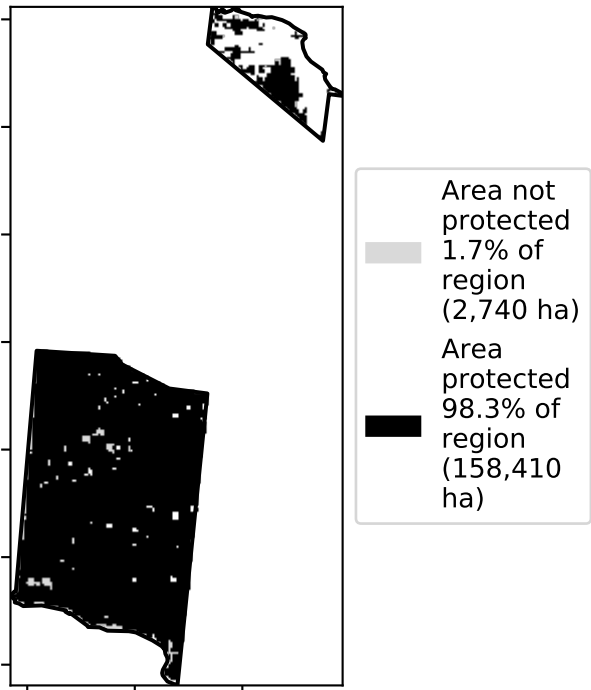 Area not
protected
1.7% of
region
(2,740 ha)
Area
protected
98.3% of
region
(158,410
ha)